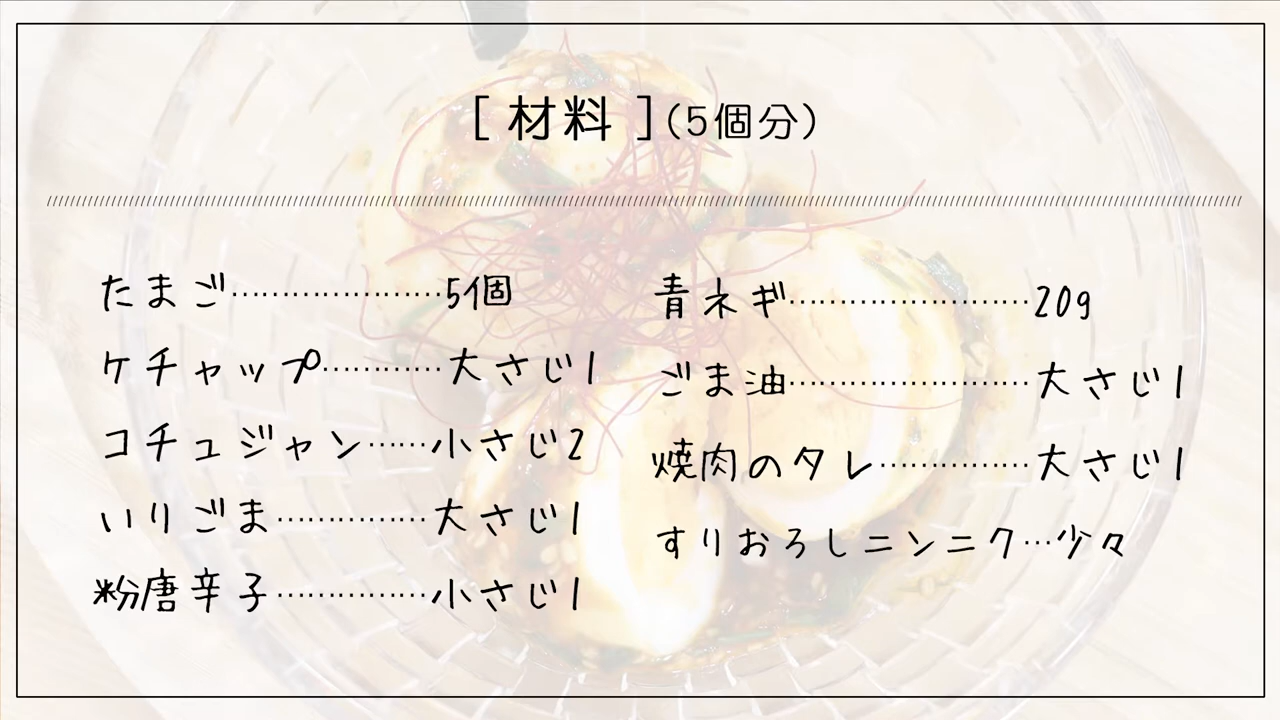 [ 材料 ](5個分)
たまご…………………5個
ケチャップ…………大さじ1
コチュジャン……小さじ2
いりごま……………大さじ1
粉唐辛子……………小さじ1
青ネギ……………………20g
ごま油……………………大さじ1
焼肉のタレ……………大さじ1
すりおろしニンニク…少々